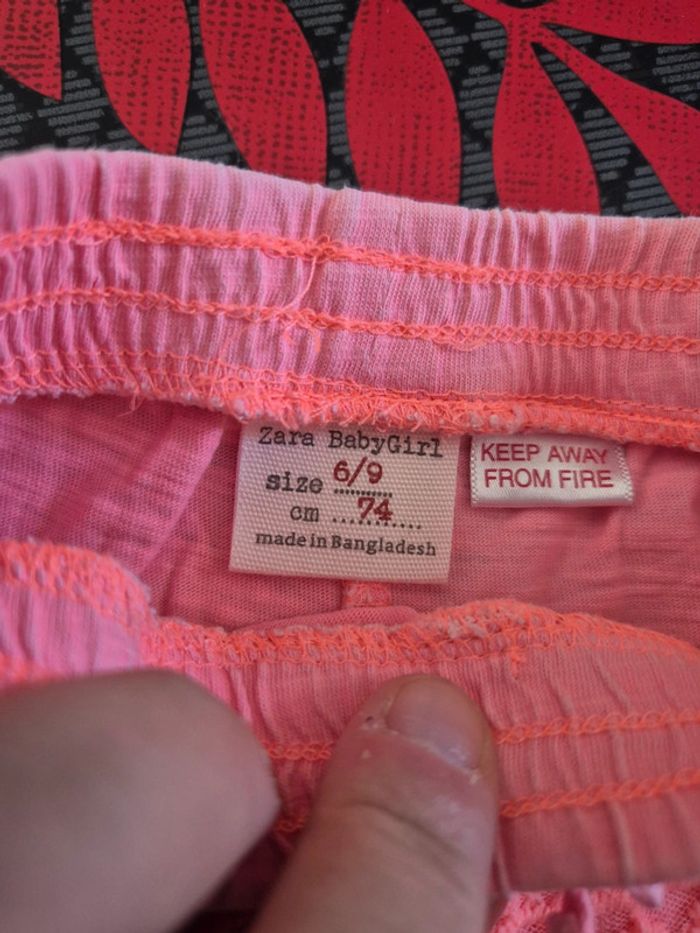 Zara BabyGirl
size 6/9
cm ...74...
made in Bangladesh
KEEP AWAY
FROM FIRE